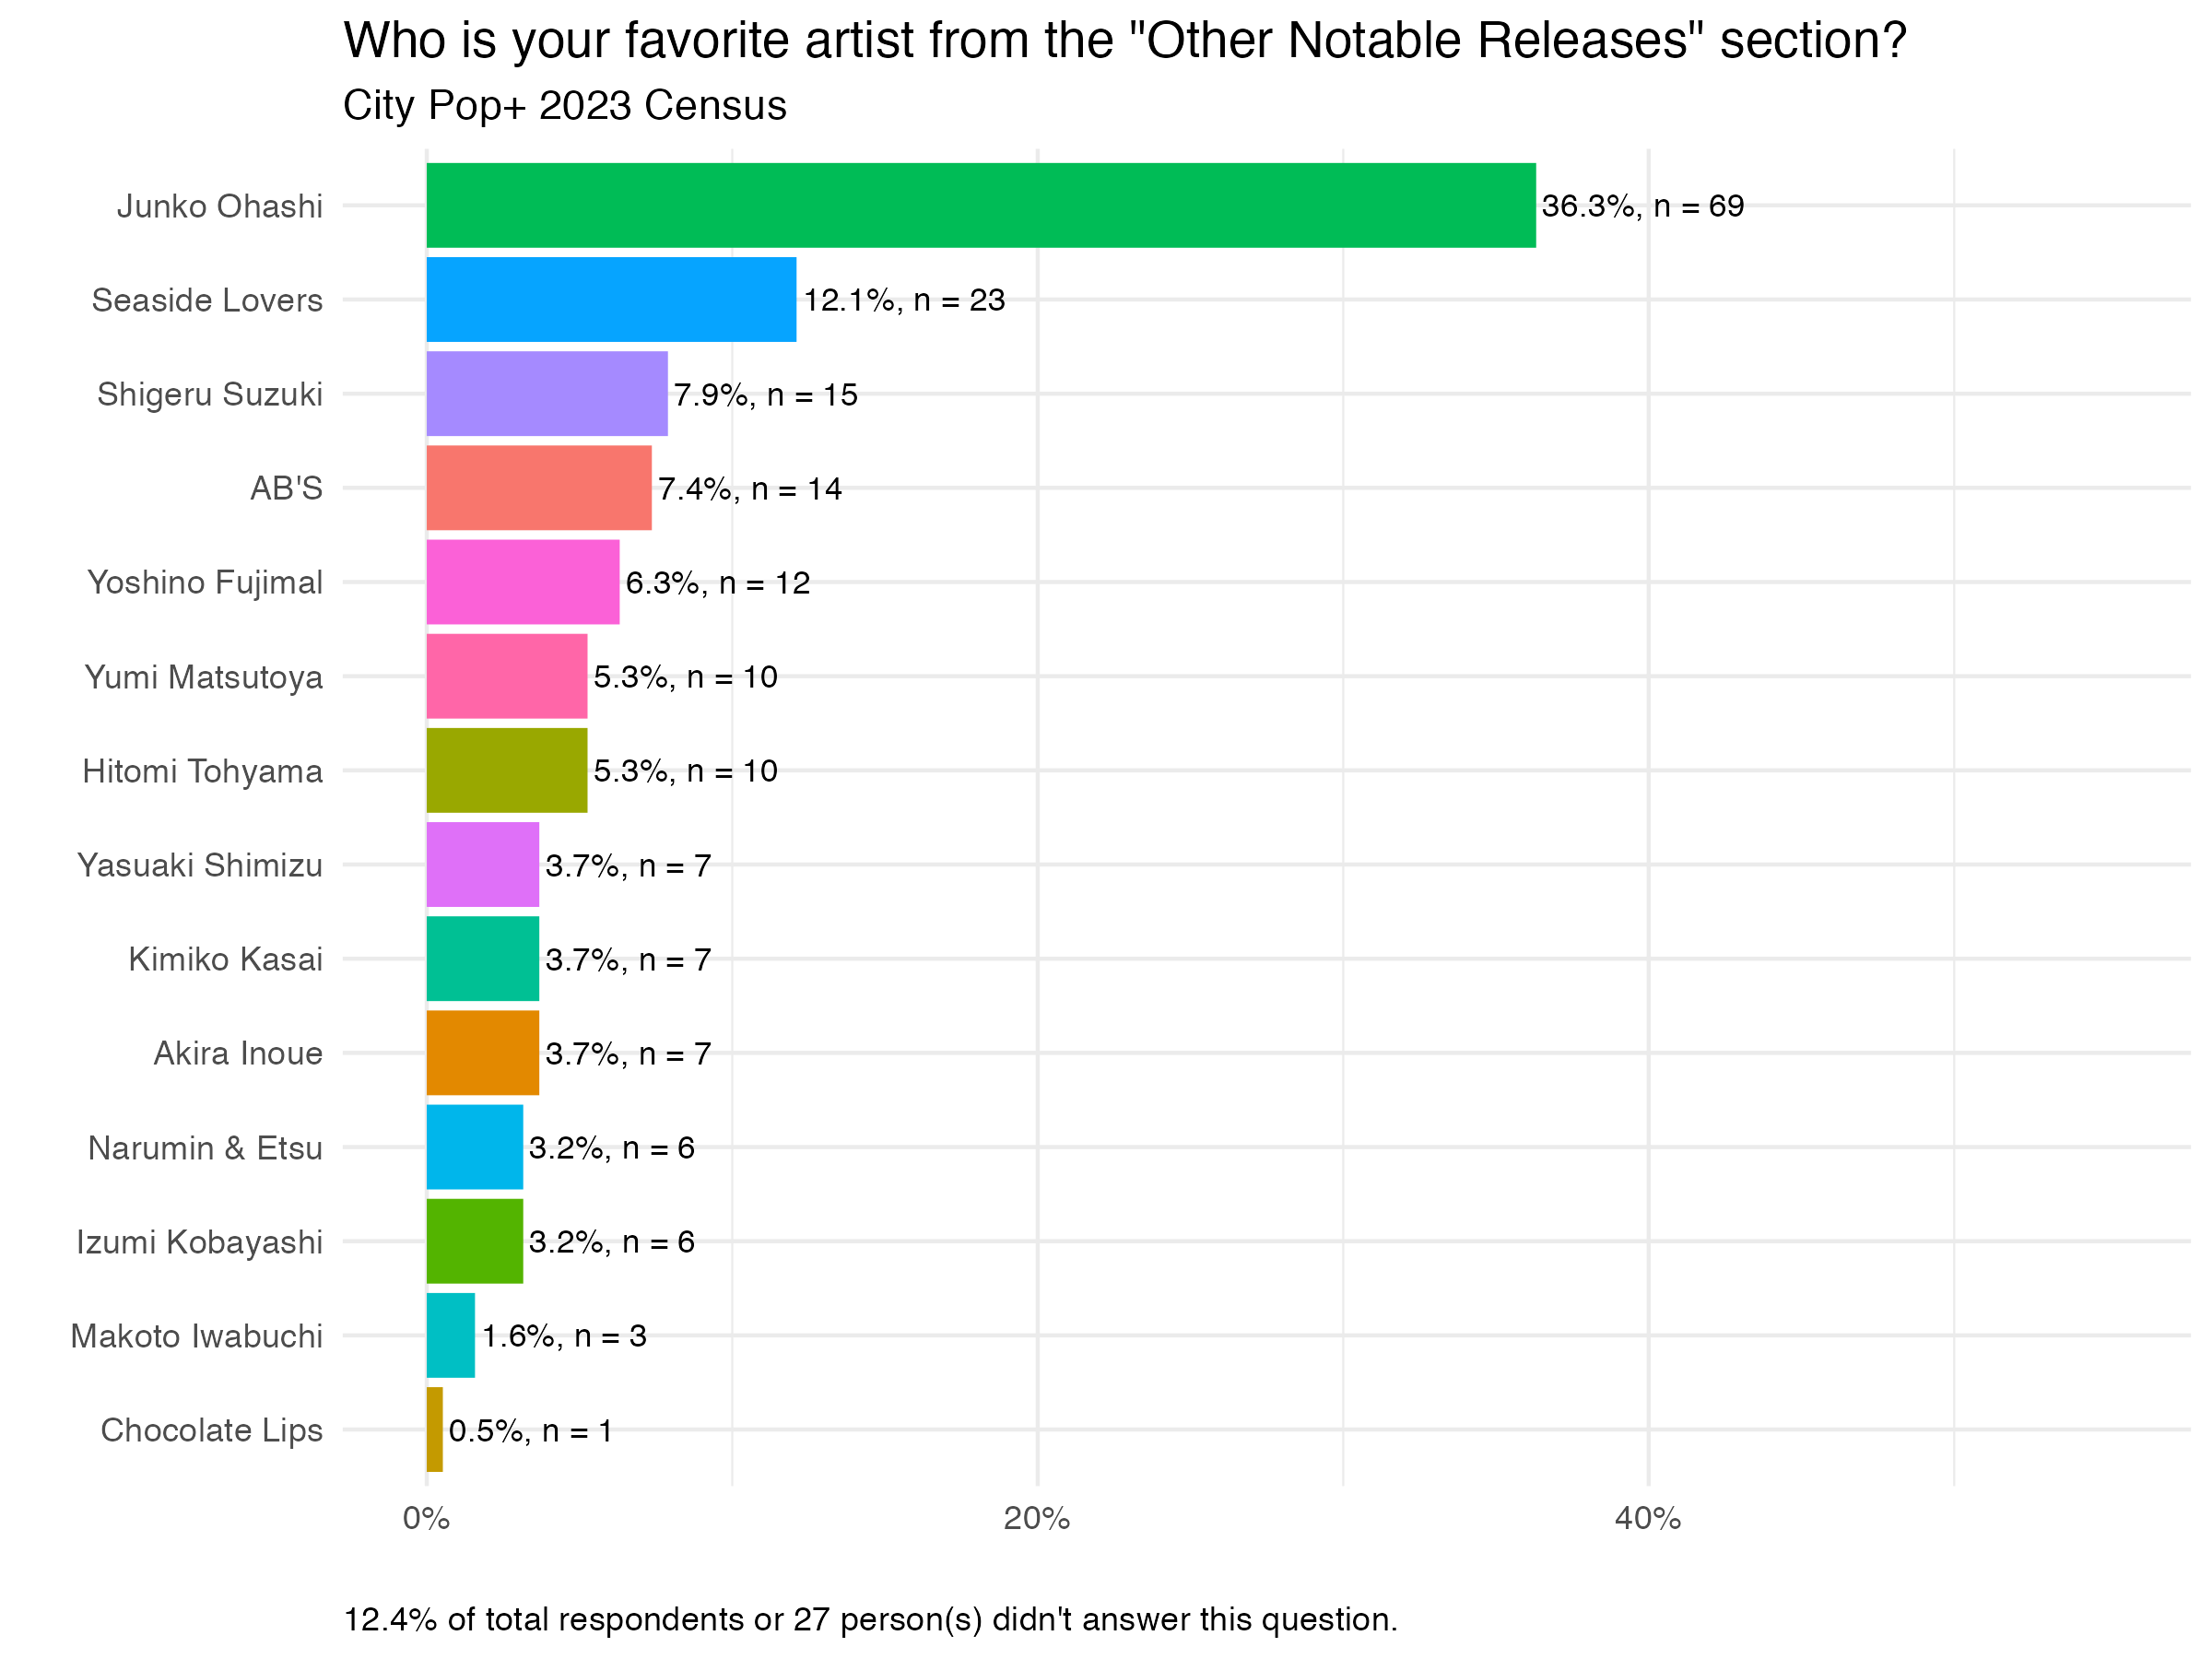 Who is your favorite artist from the "Other Notable Releases" section?
City Pop+ 2023 Census
Junko Ohashi 36.3%, n = 69
Seaside Lovers 12.1%, n = 23
Shigeru Suzuki 7.9%, n = 15
AB'S 7.4%, n = 14
Yoshino Fujimal 6.3%, n = 12
Yumi Matsutoya 5.3%, n = 10
Hitomi Tohyama 5.3%, n = 10
Yasuaki Shimizu 3.7%, n = 7
Kimiko Kasai 3.7%, n = 7
Akira Inoue 3.7%, n = 7
Narumin & Etsu 3.2%, n = 6
Izumi Kobayashi 3.2%, n = 6
Makoto Iwabuchi 1.6%, n = 3
Chocolate Lips 0.5%, n = 1
0% 20% 40%
12.4% of total respondents or 27 person(s) didn't answer this question.